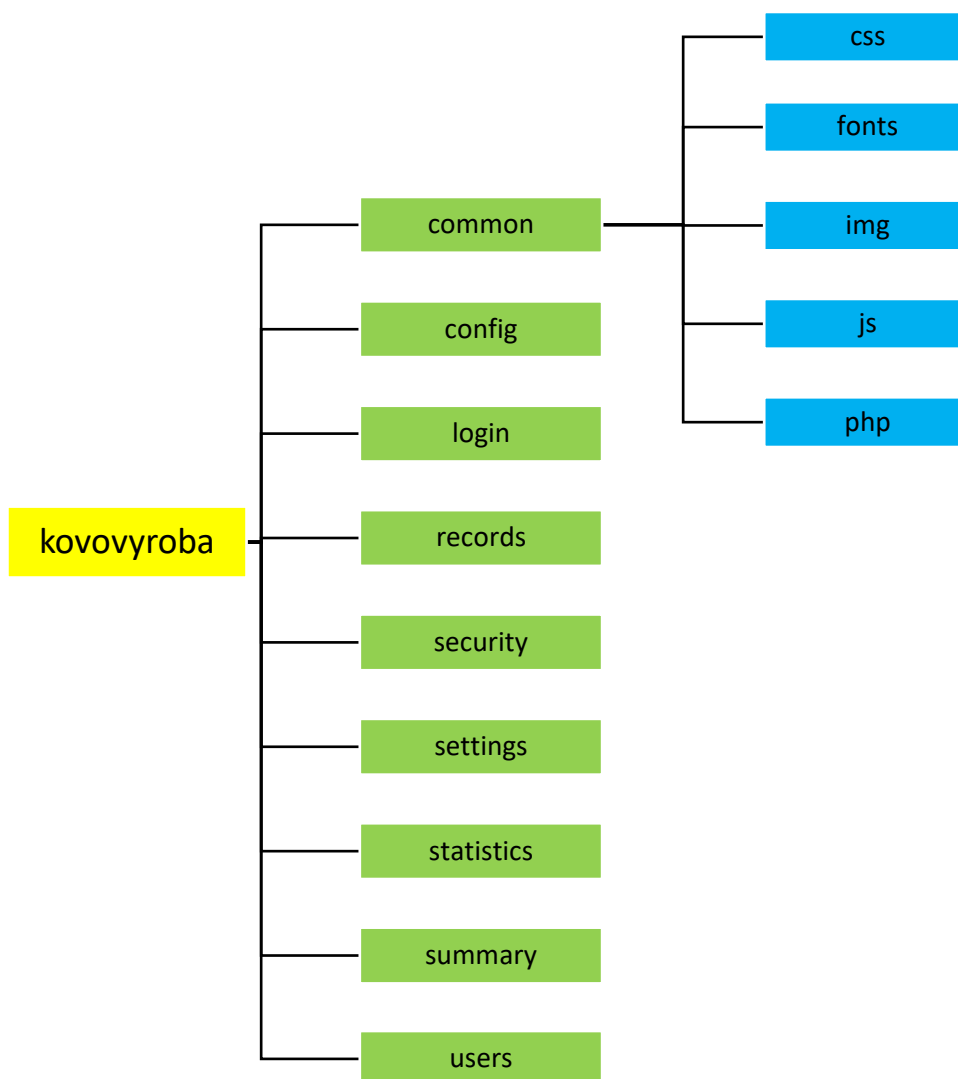 kovovyroba
common
css
fonts
img
js
php
config
login
records
security
settings
statistics
summary
users